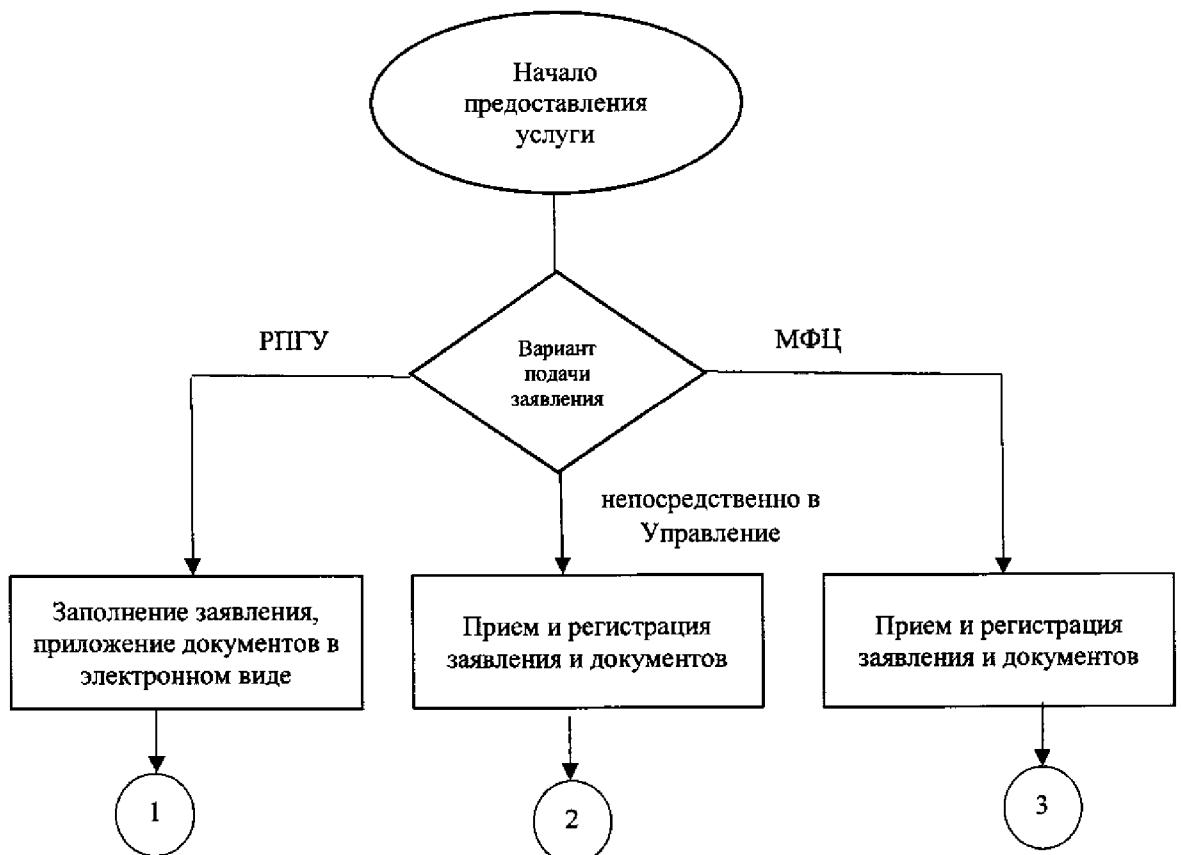 Начало
предоставления
услуги
РПГУ
МФЦ
Вариант
подачи
заявления
непосредственно в
Управление
Заполнение заявления,
приложение документов в
электронном виде
Прием и регистрация
заявления и документов
Прием и регистрация
заявления и документов
1
2
3